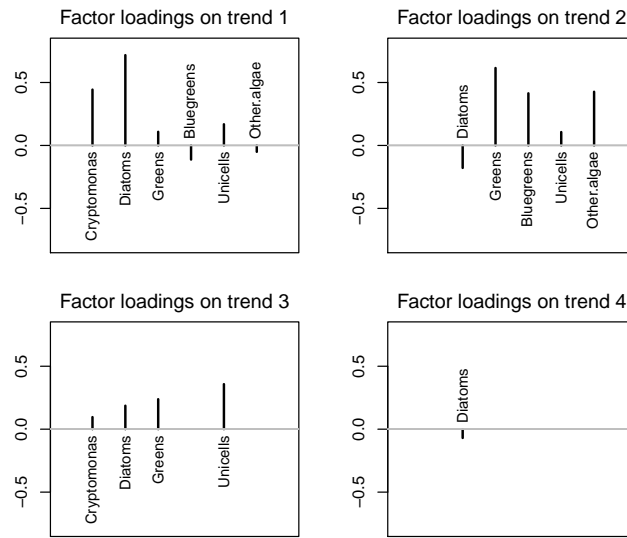 Factor loadings on trend 1
0.5
0.0
−0.5
Cryptomonas
Diatoms
Greens
Bluegreens
Unicells
Other.algae
Factor loadings on trend 2
0.5
0.0
−0.5
Diatoms
Greens
Bluegreens
Unicells
Other.algae
Factor loadings on trend 3
0.5
0.0
−0.5
Cryptomonas
Diatoms
Greens
Unicells
Factor loadings on trend 4
0.5
0.0
−0.5
Diatoms